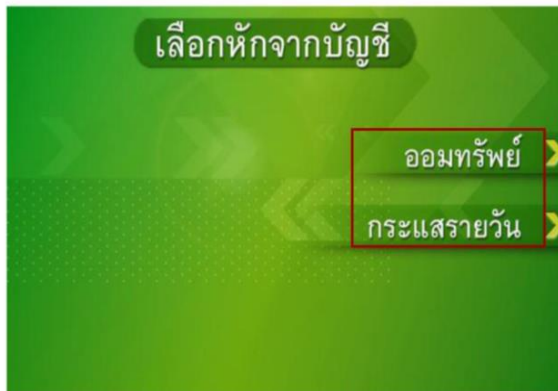 เลือกหักจากบัญชี
ออมทรัพย์
กระแสรายวัน